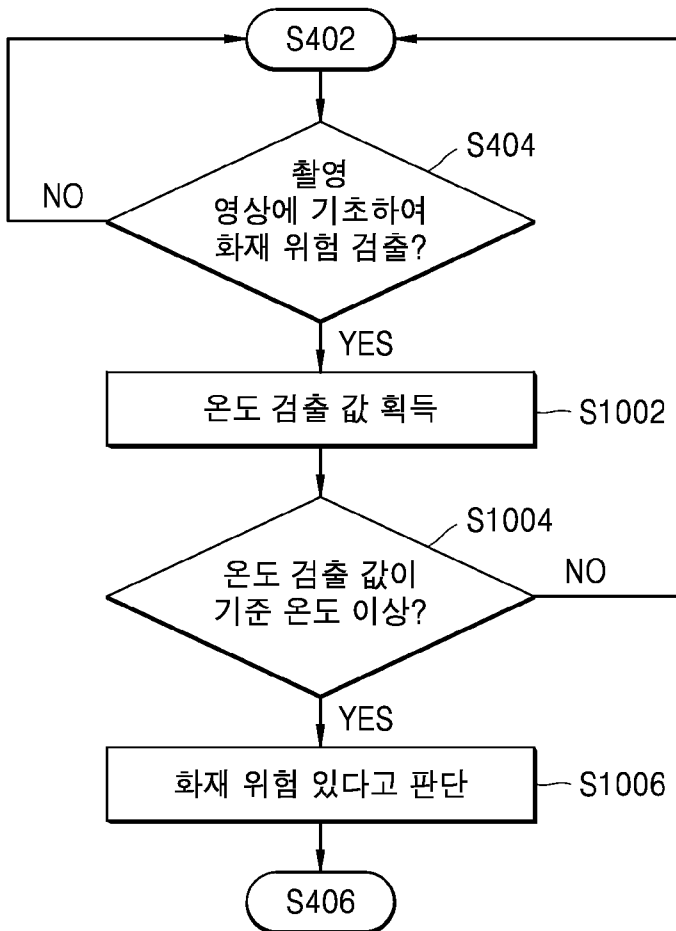 S402
S404
촬영
영상에 기초하여
화재 위험 검출?
NO
YES
온도 검출 값 획득
S1002
S1004
온도 검출 값이
기준 온도 이상?
NO
YES
화재 위험 있다고 판단
S1006
S406